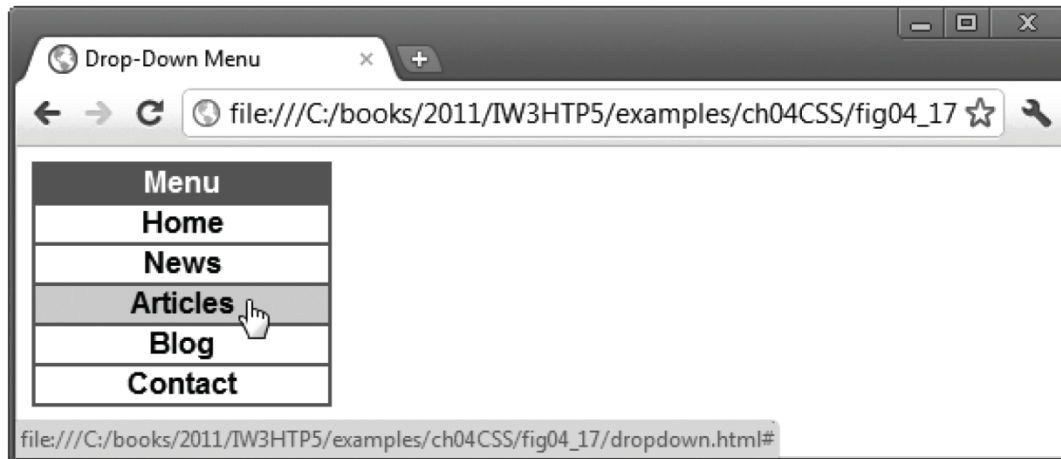 Drop-Down Menu
file:///C:/books/2011/IW3HTP5/examples/ch04CSS/fig04_17
Menu
Home
News
Articles
Blog
Contact
file:///C:/books/2011/IW3HTP5/examples/ch04CSS/fig04_17/dropdown.html#